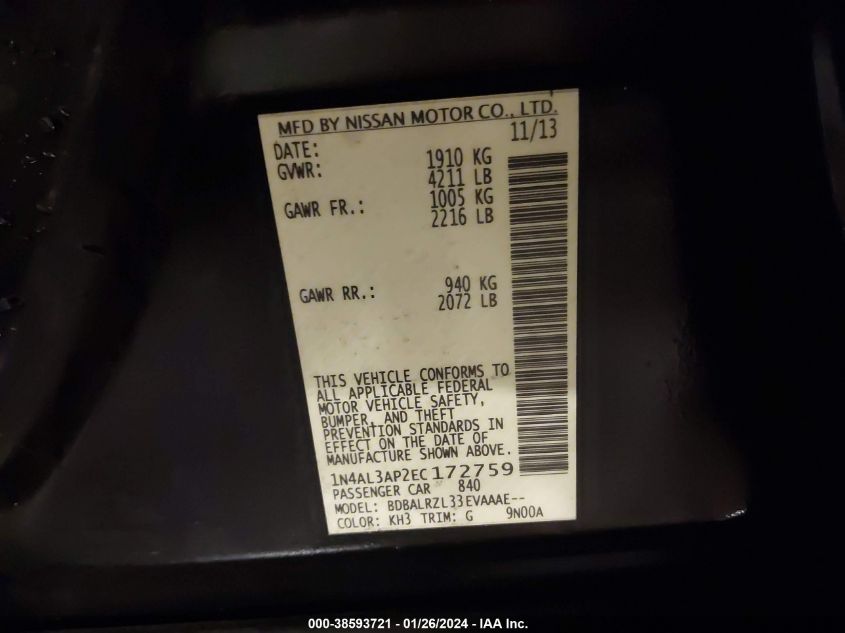 MFD BY NISSAN MOTOR CO., LTD.
DATE: 11/13
GVWR: 1910 KG
4211 LB
GAWR FR.: 1005 KG
2216 LB
GAWR RR.: 940 KG
2072 LB
THIS VEHICLE CONFORMS TO
ALL APPLICABLE FEDERAL
MOTOR VEHICLE SAFETY,
BUMPER, AND THEFT
PREVENTION STANDARDS IN
EFFECT ON THE DATE OF
MANUFACTURE SHOWN ABOVE.
1N4AL3AP2EC172759
PASSENGER CAR 840
MODEL: BDBALRZL33EVAAAE--
COLOR: KH3 TRIM: G 9N00A
000-38593721 | 01/26/2024 - IAA Inc.